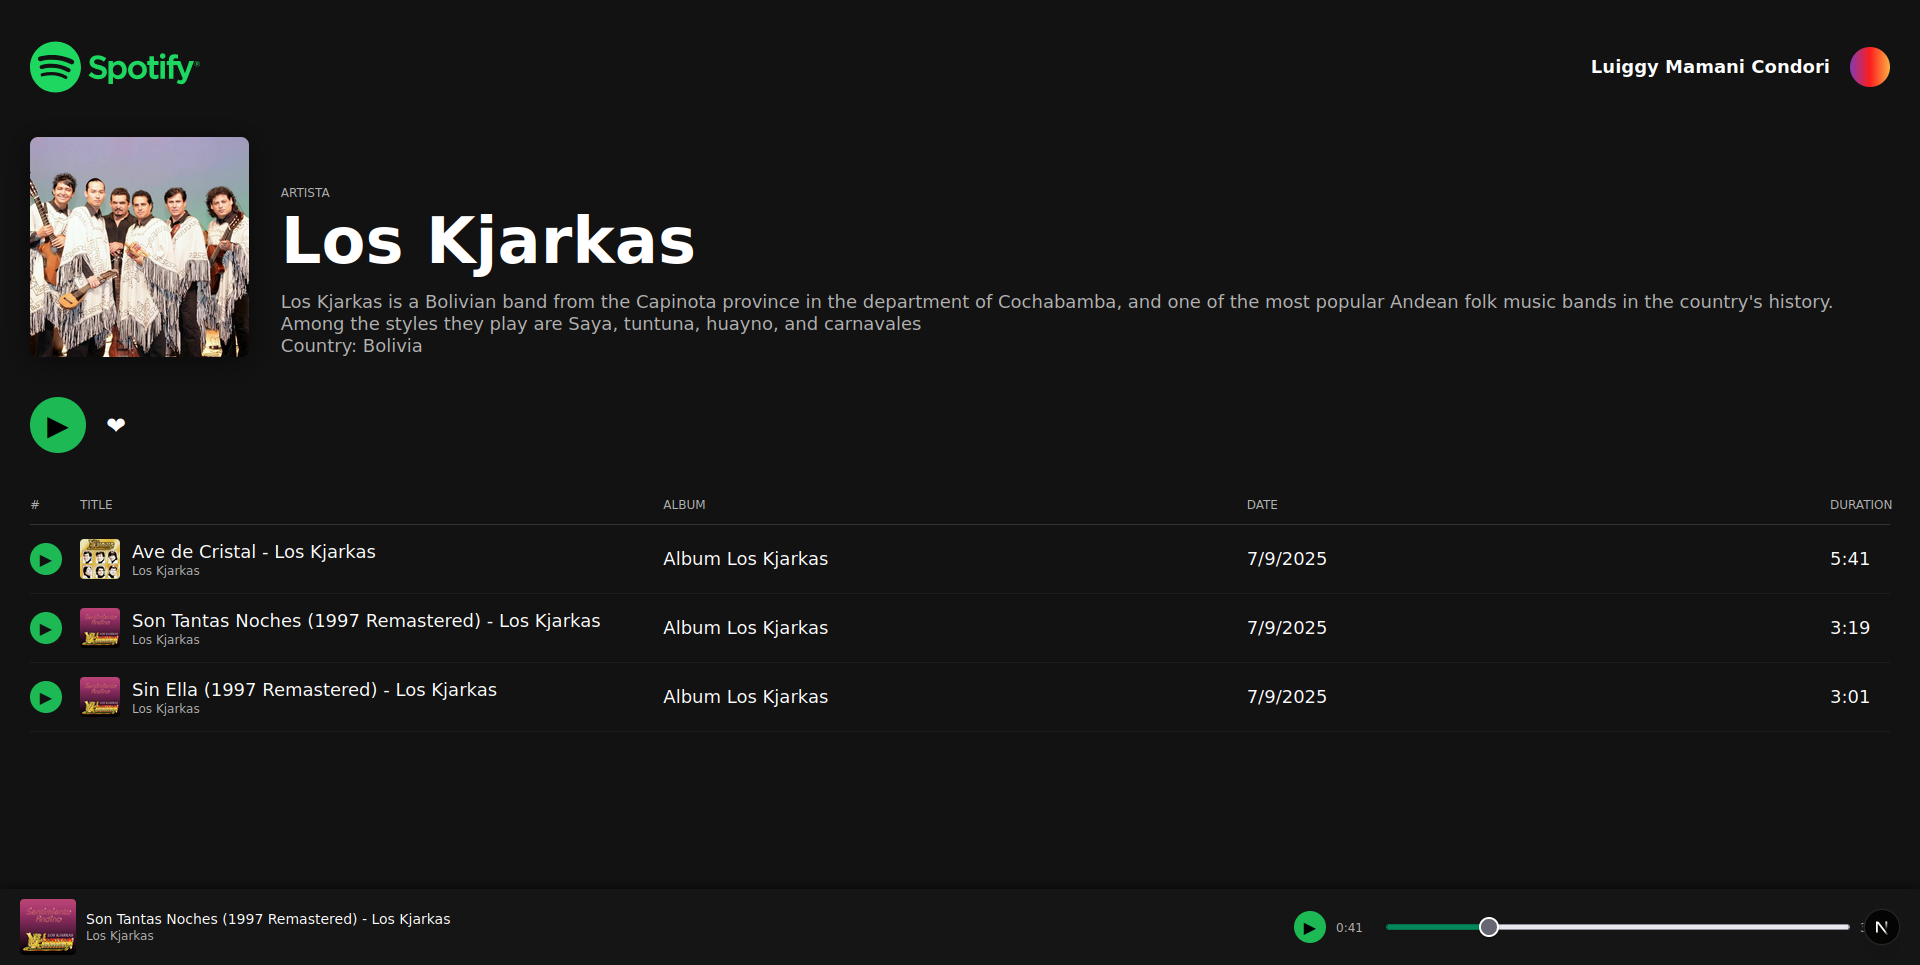 Spotify
Luiggy Mamani Condori
ARTISTA
Los Kjarkas
Los Kjarkas is a Bolivian band from the Capinota province in the department of Cochabamba, and one of the most popular Andean folk music bands in the country's history.
Among the styles they play are Saya, tuntuna, huayno, and carnavales
Country: Bolivia
# TITLE ALBUM DATE DURATION
Ave de Cristal - Los Kjarkas Album Los Kjarkas 7/9/2025 5:41
Los Kjarkas
Son Tantas Noches (1997 Remastered) - Los Kjarkas Album Los Kjarkas 7/9/2025 3:19
Los Kjarkas
Sin Ella (1997 Remastered) - Los Kjarkas Album Los Kjarkas 7/9/2025 3:01
Los Kjarkas
Son Tantas Noches (1997 Remastered) - Los Kjarkas
Los Kjarkas
0:41
N